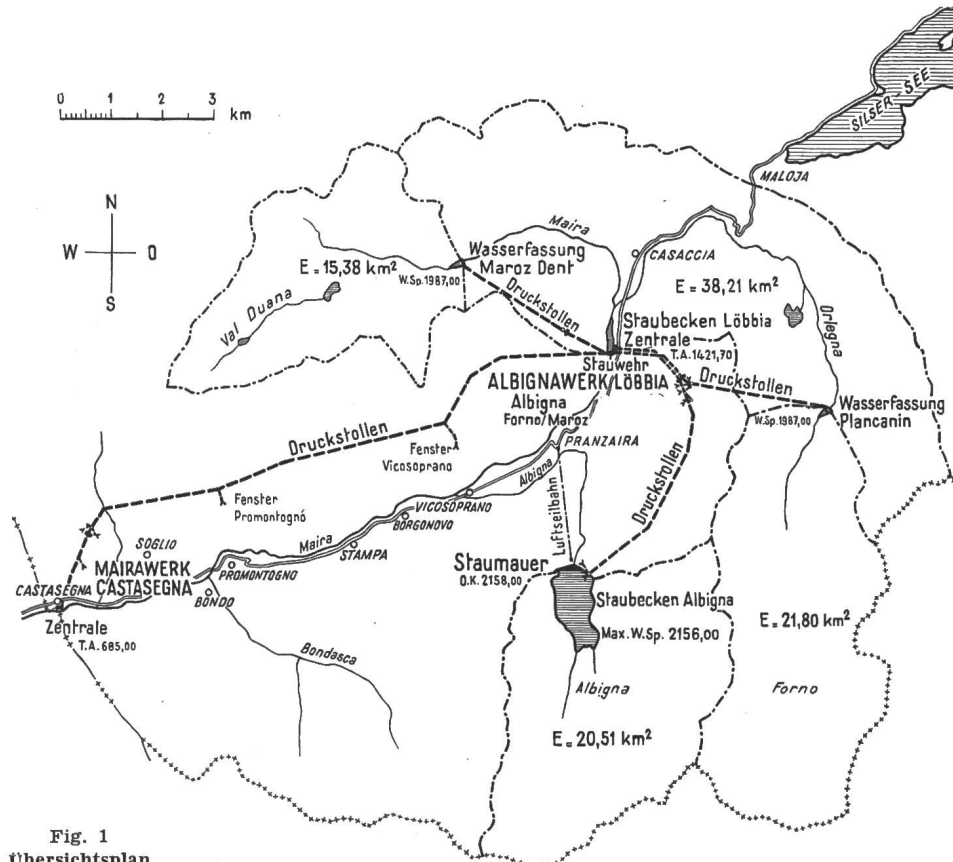 0 1 2 3
km
N
W O
S
SILSER-SEE
MALOJA
Maira
CASACCIA
Wasserfassung
Maroz Dent
W.Sp.1987,00
E = 15,38 km²
Val Duana
E = 38,21 km²
Orlegna
Druckstollen
Staubecken Löbbia
Zentrale
T.A.1421,70
Stauwehr
ALBIGNAWERK LÖBBIA
Albigna
Forno/Maroz
Druckstollen
Wasserfassung
Plancanin
W.Sp.1987,00
Druckstollen
Fenster
Vicosoprano
PRANZAIRA
Albigna
Druckstollen
Luftseilbahn
Fenster
Promontognó
VICOSOPRANO
BORGONOVO
Maira
STAMPA
SOGLIO
MAIRAWERK
CASTASEGNA
PROMONTOGNO
BONDO
CASTASEGNA
Zentrale
T.A.685,00
Bondasca
Staumauer
O.K. 2158,00
Staubecken Albigna
Max. W.Sp. 2156,00
Albigna
E = 20,51 km²
E = 21,80 km²
Forno
Fig. 1
Übersichtsplan